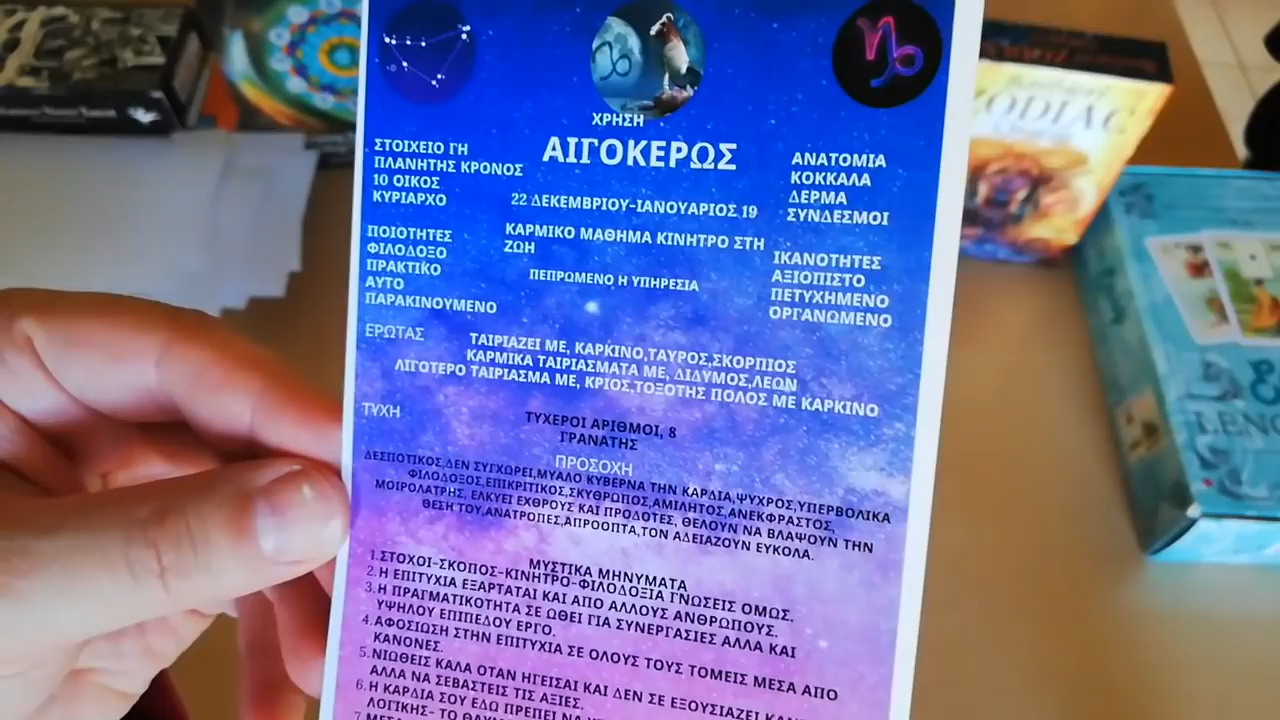 ΧΡΗΣΗ
ΑΙΓΟΚΕΡΩΣ
22 ΔΕΚΕΜΒΡΙΟΥ-ΙΑΝΟΥΑΡΙΟΣ 19
ΣΤΟΙΧΕΙΟ ΓΗ
ΠΛΑΝΗΤΗΣ ΚΡΟΝΟΣ
10 ΟΙΚΟΣ
ΚΥΡΙΑΡΧΟ
ΑΝΑΤΟΜΙΑ
ΚΟΚΚΑΛΑ
ΔΕΡΜΑ
ΣΥΝΔΕΣΜΟΙ
ΠΟΙΟΤΗΤΕΣ
ΦΙΛΟΔΟΞΟ
ΠΡΑΚΤΙΚΟ
ΑΥΤΟ
ΠΑΡΑΚΙΝΟΥΜΕΝΟ
ΚΑΡΜΙΚΟ ΜΑΘΗΜΑ ΚΙΝΗΤΡΟ ΣΤΗ
ΖΩΗ
ΠΕΠΡΩΜΕΝΟ Η ΥΠΗΡΕΣΙΑ
ΙΚΑΝΟΤΗΤΕΣ
ΑΞΙΟΠΙΣΤΟ
ΠΕΤΥΧΗΜΕΝΟ
ΟΡΓΑΝΩΜΕΝΟ
ΕΡΩΤΑΣ
ΤΑΙΡΙΑΖΕΙ ΜΕ, ΚΑΡΚΙΝΟ,ΤΑΥΡΟΣ,ΣΚΟΡΠΙΟΣ
ΚΑΡΜΙΚΑ ΤΑΙΡΙΑΣΜΑΤΑ ΜΕ, ΔΙΔΥΜΟΣ,ΛΕΩΝ
ΛΙΓΟΤΕΡΟ ΤΑΙΡΙΑΣΜΑ ΜΕ, ΚΡΙΟΣ,ΤΟΞΟΤΗΣ ΠΟΛΟΣ ΜΕ ΚΑΡΚΙΝΟ
ΤΥΧΗ
ΤΥΧΕΡΟΙ ΑΡΙΘΜΟΙ, 8
ΓΡΑΝΑΤΗΣ
ΠΡΟΣΟΧΗ
ΔΕΣΠΟΤΙΚΟΣ,ΔΕΝ ΣΥΓΧΩΡΕΙ,ΜΥΑΛΟ ΚΥΒΕΡΝΑ ΤΗΝ ΚΑΡΔΙΑ,ΨΥΧΡΟΣ,ΥΠΕΡΒΟΛΙΚΑ
ΦΙΛΟΔΟΞΟΣ,ΕΠΙΚΡΙΤΙΚΟΣ,ΣΚΥΘΡΩΠΟΣ,ΑΜΙΛΗΤΟΣ,ΑΝΕΚΦΡΑΣΤΟΣ,
ΜΟΙΡΟΛΑΤΡΗΣ, ΕΛΚΥΕΙ ΕΧΘΡΟΥΣ ΚΑΙ ΠΡΟΔΟΤΕΣ, ΘΕΛΟΥΝ ΝΑ ΒΛΑΨΟΥΝ ΤΗΝ
ΘΕΣΗ ΤΟΥ,ΑΝΑΤΡΟΠΕΣ,ΑΠΡΟΟΠΤΑ,ΤΟΝ ΑΔΕΙΑΖΟΥΝ ΕΥΚΟΛΑ.
ΜΥΣΤΙΚΑ ΜΗΝΥΜΑΤΑ
1. ΣΤΟΧΟΙ-ΣΚΟΠΟΣ-ΚΙΝΗΤΡΟ-ΦΙΛΟΔΟΞΙΑ ΓΝΩΣΕΙΣ ΟΜΩΣ.
2. Η ΕΠΙΤΥΧΙΑ ΕΞΑΡΤΑΤΑΙ ΚΑΙ ΑΠΟ ΑΛΛΟΥΣ ΑΝΘΡΩΠΟΥΣ.
3. Η ΠΡΑΓΜΑΤΙΚΟΤΗΤΑ ΣΕ ΩΘΕΙ ΓΙΑ ΣΥΝΕΡΓΑΣΙΕΣ ΑΛΛΑ ΚΑΙ
ΥΨΗΛΟΥ ΕΠΙΠΕΔΟΥ ΕΡΓΟ.
4. ΑΦΟΣΙΩΣΗ ΣΤΗΝ ΕΠΙΤΥΧΙΑ ΣΕ ΟΛΟΥΣ ΤΟΥΣ ΤΟΜΕΙΣ ΜΕΣΑ ΑΠΟ
ΚΑΝΟΝΕΣ.
5. ΝΙΩΘΕΙΣ ΚΑΛΑ ΟΤΑΝ ΗΓΕΙΣΑΙ ΚΑΙ ΔΕΝ ΣΕ ΕΞΟΥΣΙΑΖΕΙ
ΑΛΛΑ ΝΑ ΣΕΒΑΣΤΕΙΣ ΤΙΣ ΑΞΙΕΣ.
6. Η ΚΑΡΔΙΑ ΣΟΥ ΕΔΩ ΠΡΕΠΕΙ ΝΑ
ΛΟΓΙΚΗΣ- ΤΟ
7.
ZODIAC